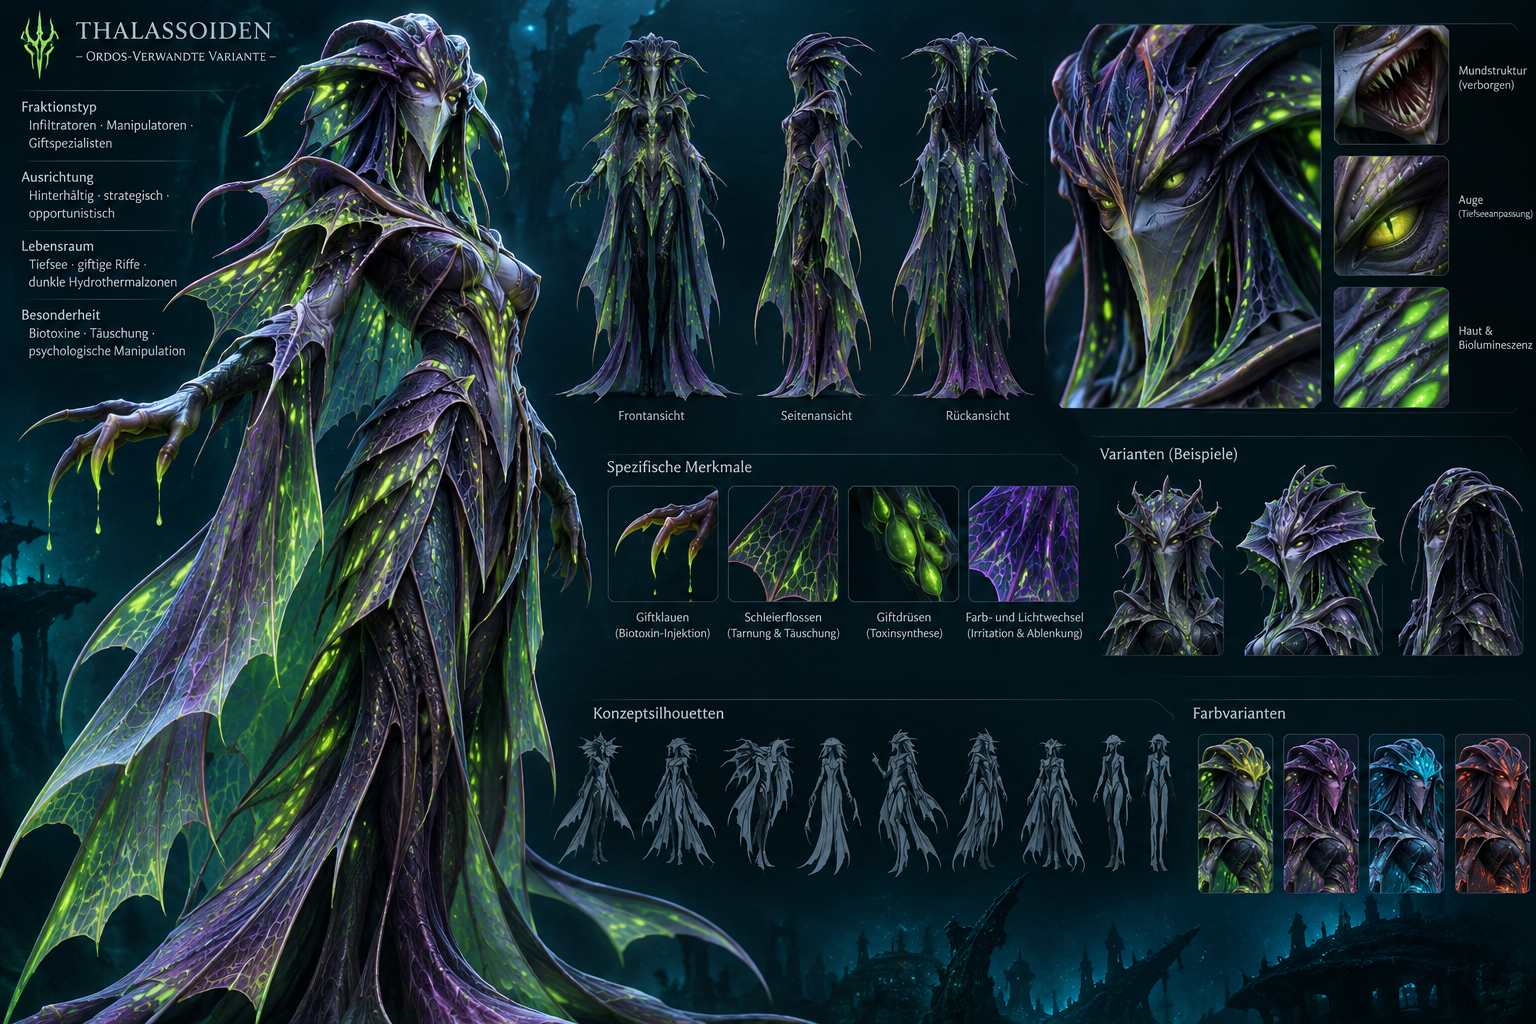 THALASSOIDEN
– ORDOS-VERWANDTE VARIANTE –
Fraktionstyp
Infiltratoren · Manipulatoren ·
Giftspezialisten
Ausrichtung
Hinterhältig · strategisch ·
opportunistisch
Lebensraum
Tiefsee · giftige Riffe ·
dunkle Hydrothermalzonen
Besonderheit
Biotoxine · Täuschung ·
psychologische Manipulation
Frontansicht
Seitenansicht
Rückansicht
Mundstruktur
(verborgen)
Auge
(Tiefseeanpassung)
Haut &
Biolumineszenz
Spezifische Merkmale
Giftklauen
(Biotoxin-Injektion)
Schleierflossen
(Tarnung & Täuschung)
Giftdrüsen
(Toxinsynthese)
Farb- und Lichtwechsel
(Irritation & Ablenkung)
Varianten (Beispiele)
Konzeptsilhouetten
Farbvarianten